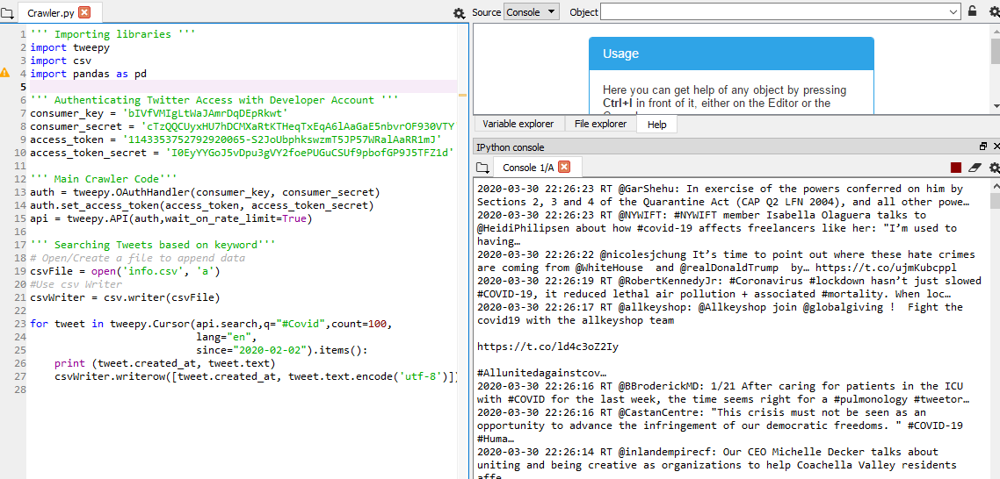 Crawler.py
1 ''' Importing libraries '''
2 import tweepy
3 import csv
4 import pandas as pd
5
6 ''' Authenticating Twitter Access with Developer Account '''
7 consumer_key = 'bIVfVMIgLtWaJAmrDqDEpRkwt'
8 consumer_secret = 'cTzQQCUyxHU7hDCMXaRtKTHeqTxEqA6lAaGaE5nbvrOF930VTY
9 access_token = '1143353752792920065-S2JoUbphkswzmT5JP57WRalAaRR1mJ'
10 access_token_secret = 'I0EyYYGoJ5vDpu3gVY2foePUGuCSUf9pbofGP9J5TFZ1d'
11
12 ''' Main Crawler Code'''
13 auth = tweepy.OAuthHandler(consumer_key, consumer_secret)
14 auth.set_access_token(access_token, access_token_secret)
15 api = tweepy.API(auth,wait_on_rate_limit=True)
16
17 ''' Searching Tweets based on keyword'''
18 # Open/Create a file to append data
19 csvFile = open('info.csv', 'a')
20 #Use csv Writer
21 csvWriter = csv.writer(csvFile)
22
23 for tweet in tweepy.Cursor(api.search,q="#Covid",count=100,
24 lang="en",
25 since="2020-02-02").items():
26 print (tweet.created_at, tweet.text)
27 csvWriter.writerow([tweet.created_at, tweet.text.encode('utf-8')])
28
Source Console Object
Usage
Here you can get help of any object by pressing
Ctrl+I in front of it, either on the Editor or the
Variable explorer File explorer Help
IPython console
Console 1/A
2020-03-30 22:26:23 RT @GarShehu: In exercise of the powers conferred on him by
Sections 2, 3 and 4 of the Quarantine Act (CAP Q2 LFN 2004), and all other powe…
2020-03-30 22:26:23 RT @NYWIFT: #NYWIFT member Isabella Olaguera talks to
@HeidiPhilipsen about how #covid-19 affects freelancers like her: "I’m used to
having…
2020-03-30 22:26:22 @nicolesjchung It’s time to point out where these hate crimes
are coming from @WhiteHouse and @realDonaldTrump by… https://t.co/ujmKubcppl
2020-03-30 22:26:19 RT @RobertKennedyJr: #Coronavirus #lockdown hasn’t just slowed
#COVID-19, it reduced lethal air pollution + associated #mortality. When loc…
2020-03-30 22:26:17 RT @allkeyshop: @Allkeyshop join @globalgiving ! Fight the
covid19 with the allkeyshop team
https://t.co/ld4c3oZ2Iy
#Allunitedagainstcov…
2020-03-30 22:26:16 RT @BBroderickMD: 1/21 After caring for patients in the ICU
with #COVID for the last week, the time seems right for a #pulmonology #tweetor…
2020-03-30 22:26:16 RT @CastanCentre: "This crisis must not be seen as an
opportunity to advance the infringement of our democratic freedoms. " #COVID-19
#Huma…
2020-03-30 22:26:14 RT @inlandempirecf: Our CEO Michelle Decker talks about
uniting and being creative as organizations to help Coachella Valley residents
affe…